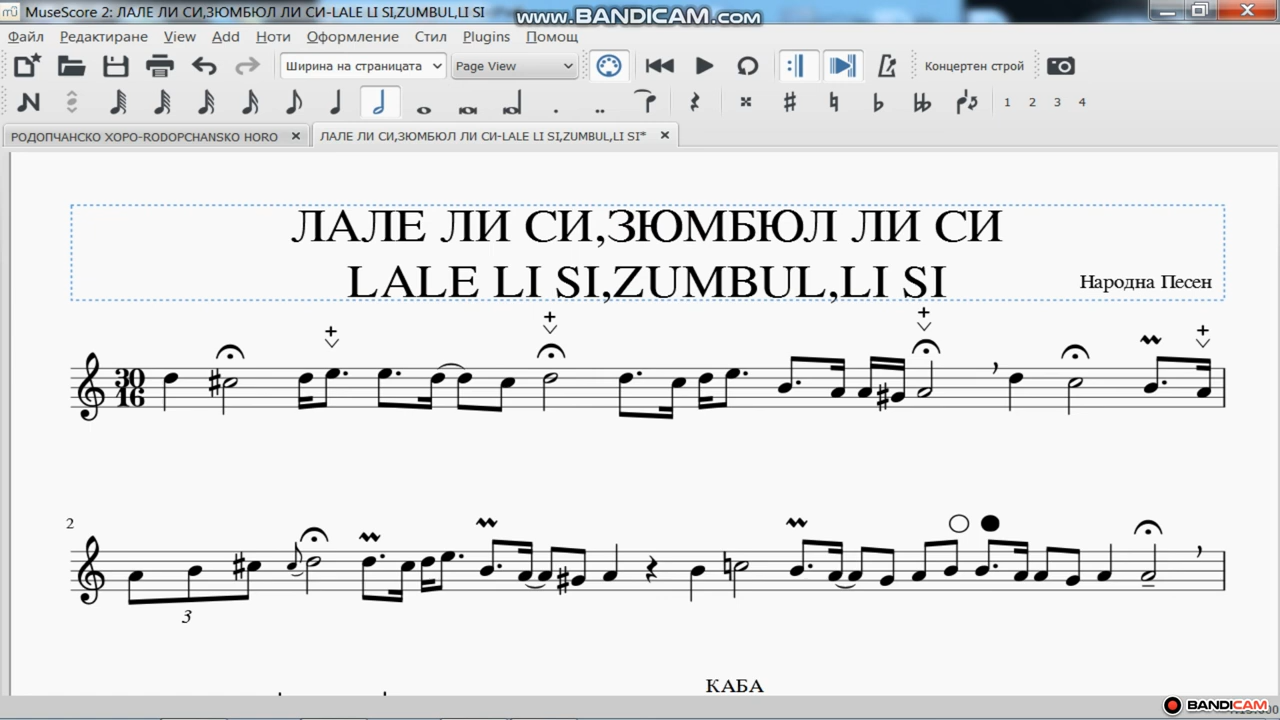 MuseScore 2: ЛАЛЕ ЛИ СИ,ЗЮМБЮЛ ЛИ СИ-LALE LI SI,ZUMBUL,LI SI
www.BANDICAM.com
Файл Редактиране View Add Ноти Оформление Стил Plugins Помощ
Ширина на страницата Page View Концертен строй
1 2 3 4
РОДОПЧАНСКО ХОРО-RODOPCHANSKO HORO ЛАЛЕ ЛИ СИ,ЗЮМБЮЛ ЛИ СИ-LALE LI SI,ZUMBUL,LI SI*
ЛАЛЕ ЛИ СИ,ЗЮМБЮЛ ЛИ СИ
LALE LI SI,ZUMBUL,LI SI
Народна Песен
30
16
2
3
КАБА
BANDICAM